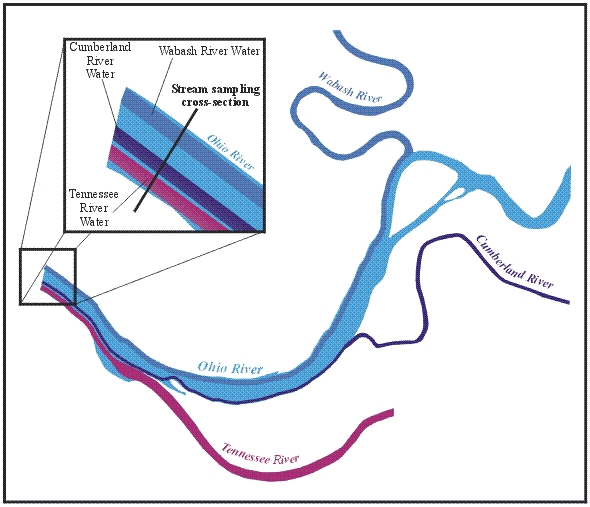 Cumberland
River
Water
Wabash River Water
Stream sampling
cross-section
Ohio River
Tennessee
River
Water
Wabash River
Cumberland River
Ohio River
Tennessee River